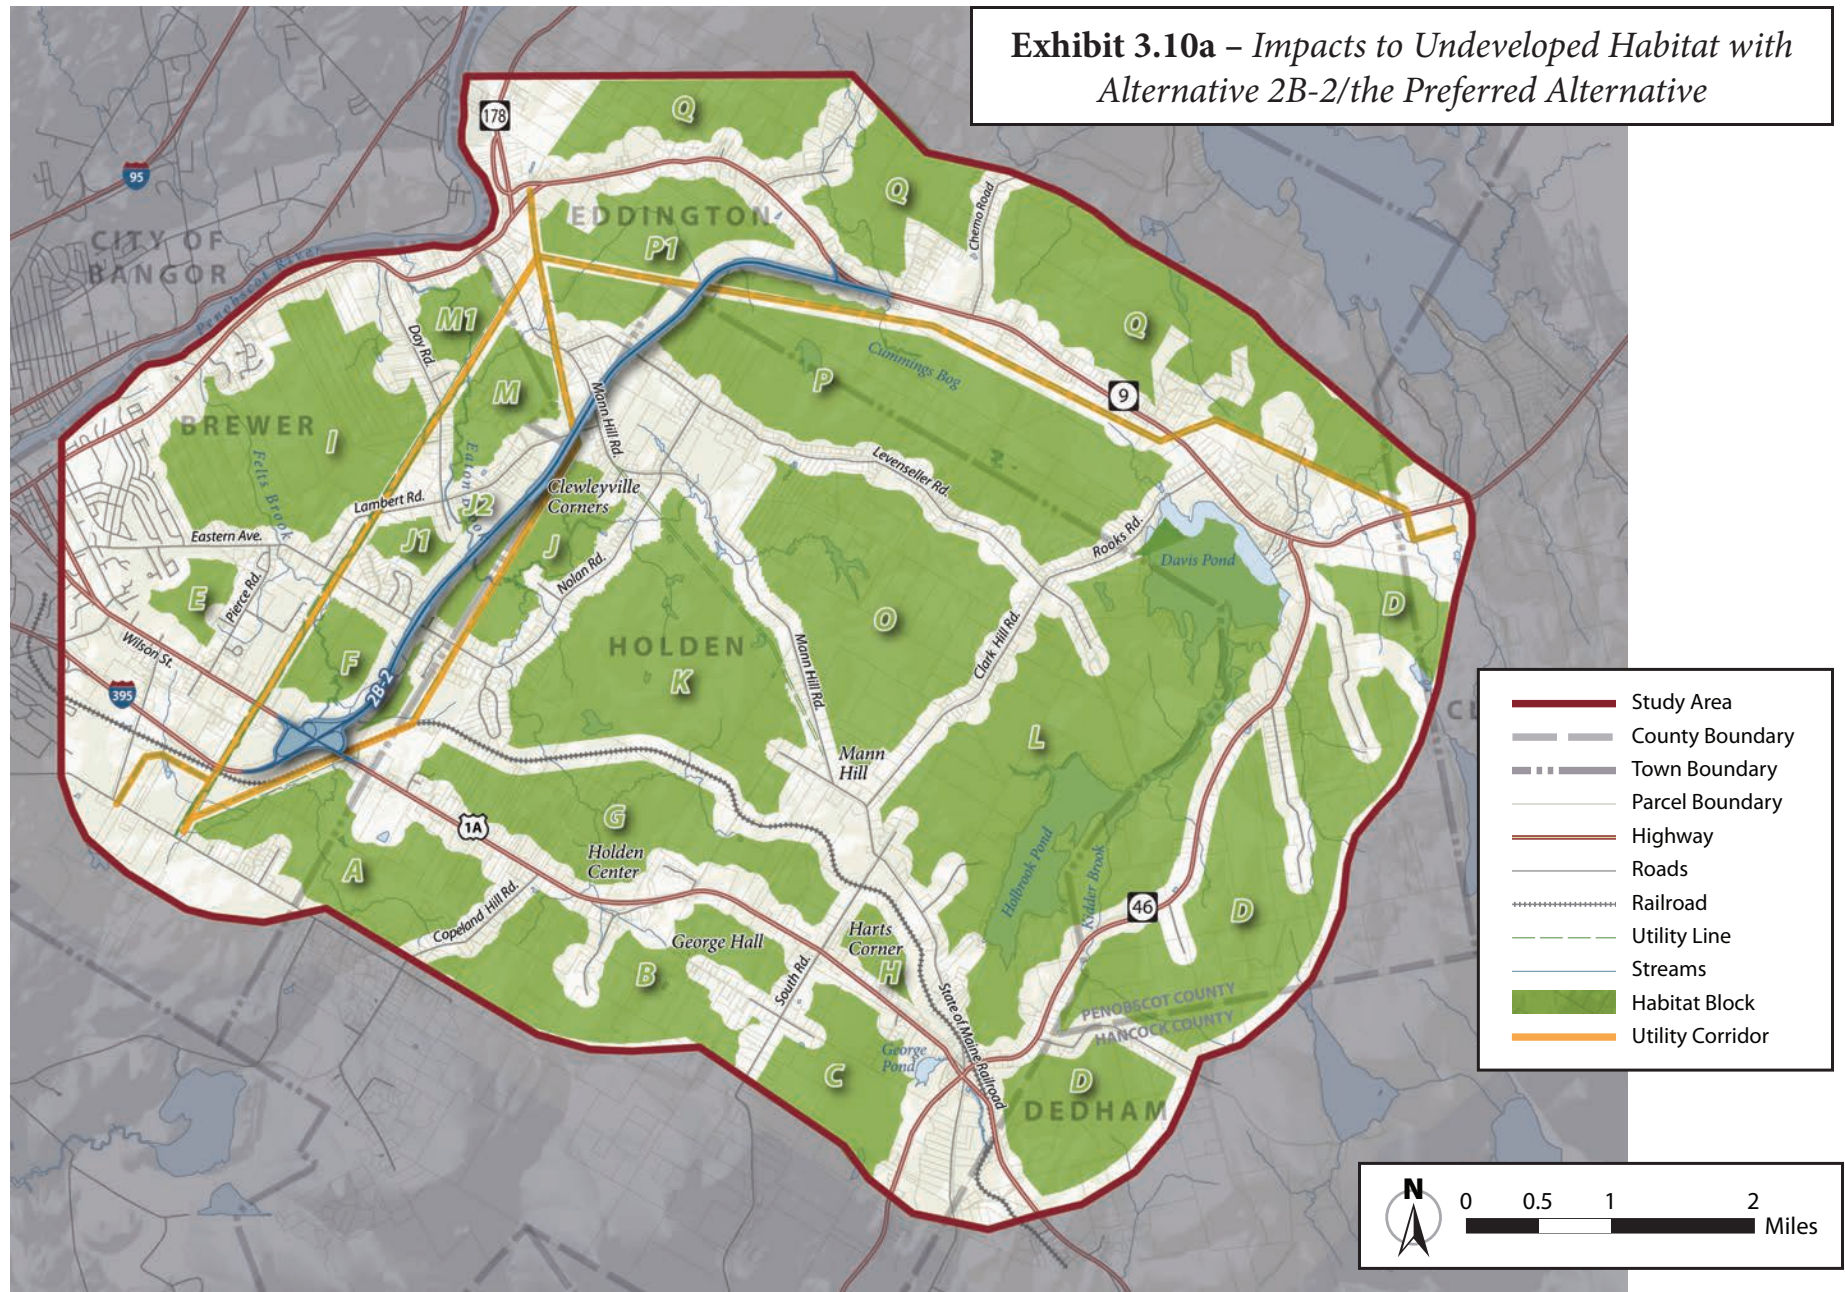 Exhibit 3.10a – Impacts to Undeveloped Habitat with
Alternative 2B-2/the Preferred Alternative
178
Q
95
Q
EDDINGTON
Chemo Road
CITY OF
BANGOR
P1
Penobscot River
M1
Day Rd.
Q
Cummings Bog
P
M
9
Mann Hill Rd.
BREWER
I
Felts Brook
Eaton Brook
Levenseller Rd.
Clewleyville
Corners
Lambert Rd.
J2
Eastern Ave.
J1
J
Rooks Rd.
Davis Pond
Nolan Rd.
E
Pierce Rd.
D
O
HOLDEN
Clark Hill Rd.
Wilson St.
F
K
Mann Hill Rd.
2B-2
395
L
Mann
Hill
G
1A
Holden
Center
A
Holbrook Pond
Kidder Brook
46
D
Copeland Hill Rd.
Harts
Corner
George Hall
H
B
South Rd.
State of Maine Railroad
PENOBSCOT COUNTY
HANCOCK COUNTY
George
Pond
C
D
DEDHAM
CL
Study Area
County Boundary
Town Boundary
Parcel Boundary
Highway
Roads
Railroad
Utility Line
Streams
Habitat Block
Utility Corridor
N
0 0.5 1 2
Miles